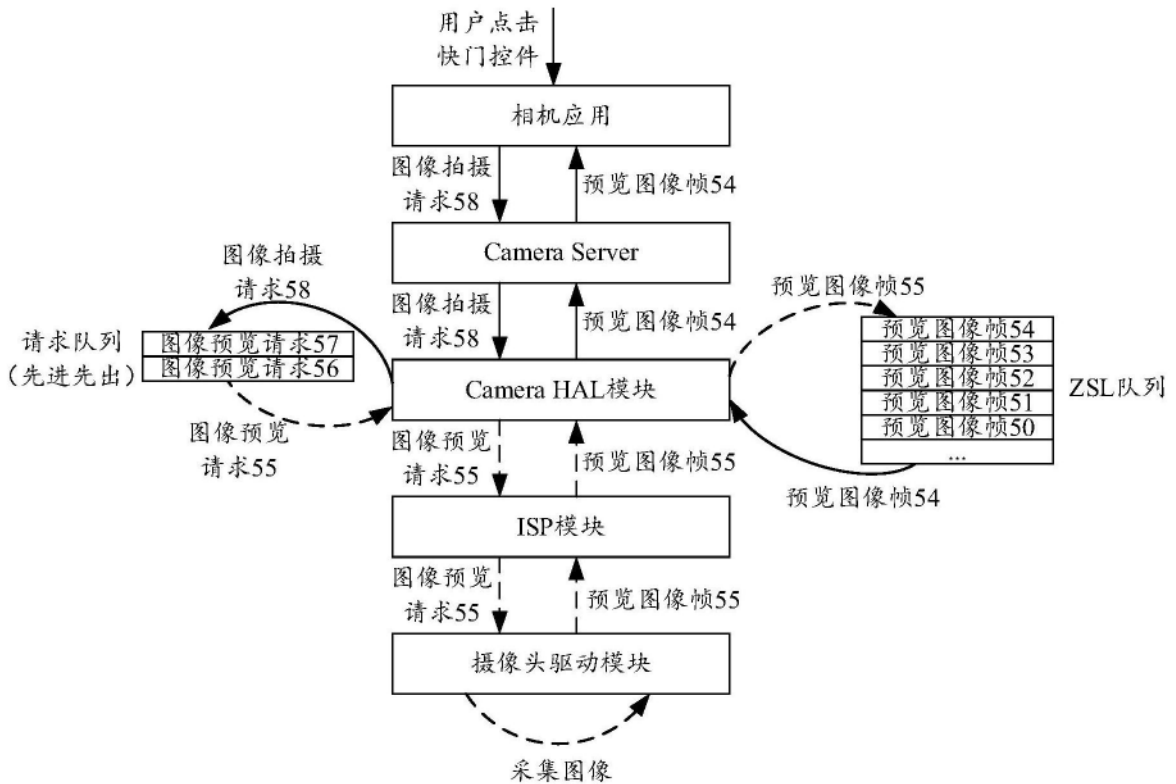 用户点击
快门控件
相机应用
图像拍摄
请求58
预览图像帧54
Camera Server
图像拍摄
请求58
图像拍摄
请求58
预览图像帧54
预览图像帧55
请求队列
（先进先出）
图像预览请求57
图像预览请求56
Camera HAL模块
预览图像帧54
预览图像帧53
预览图像帧52
预览图像帧51
预览图像帧50
...
ZSL队列
图像预览
请求55
图像预览
请求55
预览图像帧55
预览图像帧54
ISP模块
图像预览
请求55
预览图像帧55
摄像头驱动模块
采集图像